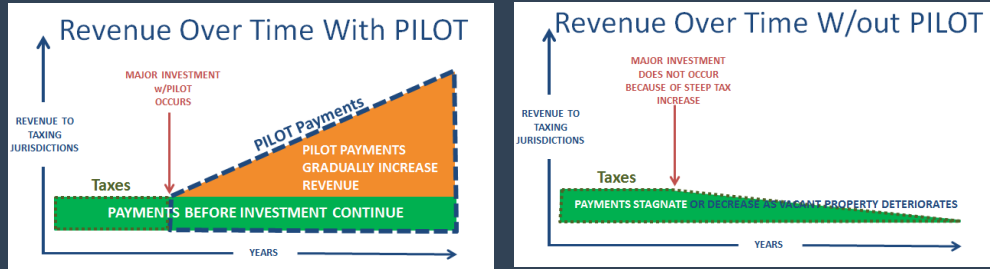 Revenue Over Time With PILOT
MAJOR INVESTMENT
w/PILOT
OCCURS
REVENUE TO
TAXING
JURISDICTIONS
PILOT Payments
PILOT PAYMENTS
GRADUALLY INCREASE
REVENUE
Taxes
PAYMENTS BEFORE INVESTMENT CONTINUE
YEARS
Revenue Over Time W/out PILOT
MAJOR INVESTMENT
DOES NOT OCCUR
BECAUSE OF STEEP TAX
INCREASE
REVENUE TO
TAXING
JURISDICTIONS
Taxes
PAYMENTS STAGNATE OR DECREASE AS VACANT PROPERTY DETERIORATES
YEARS